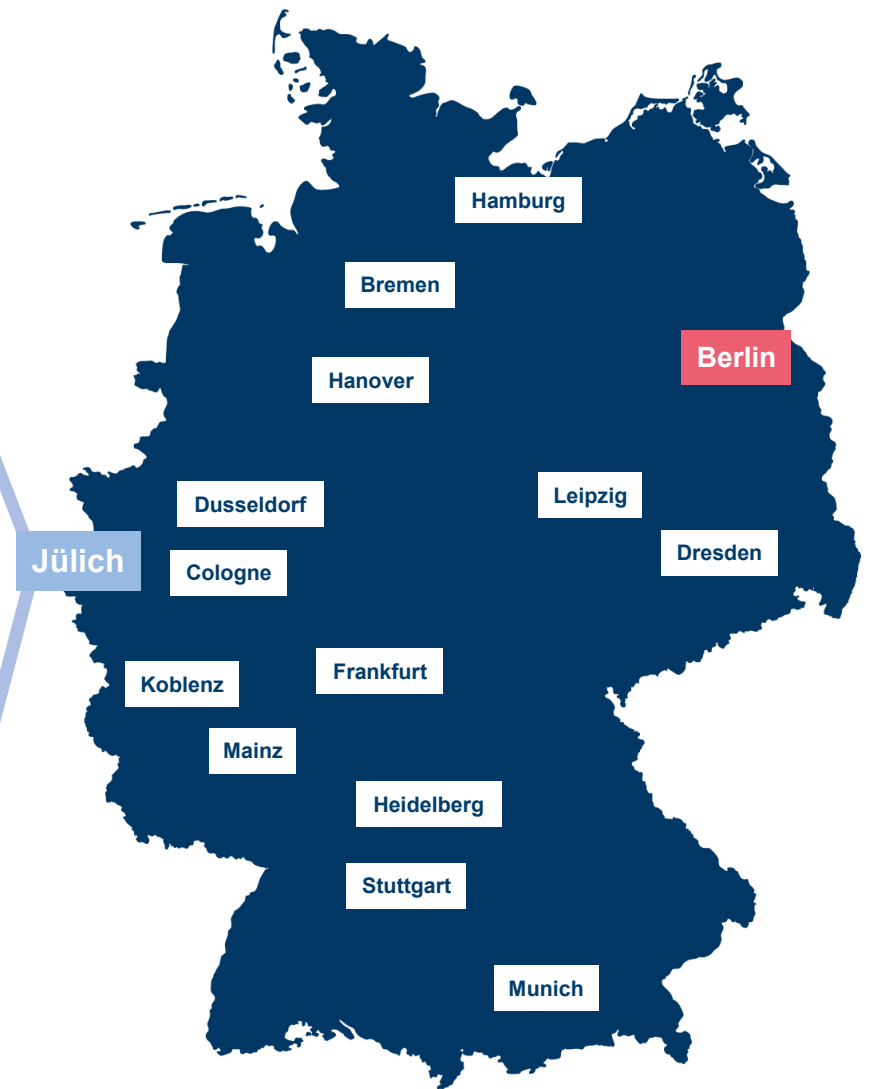 Hamburg
Bremen
Berlin
Hanover
Leipzig
Dusseldorf
Dresden
Jülich
Cologne
Frankfurt
Koblenz
Mainz
Heidelberg
Stuttgart
Munich